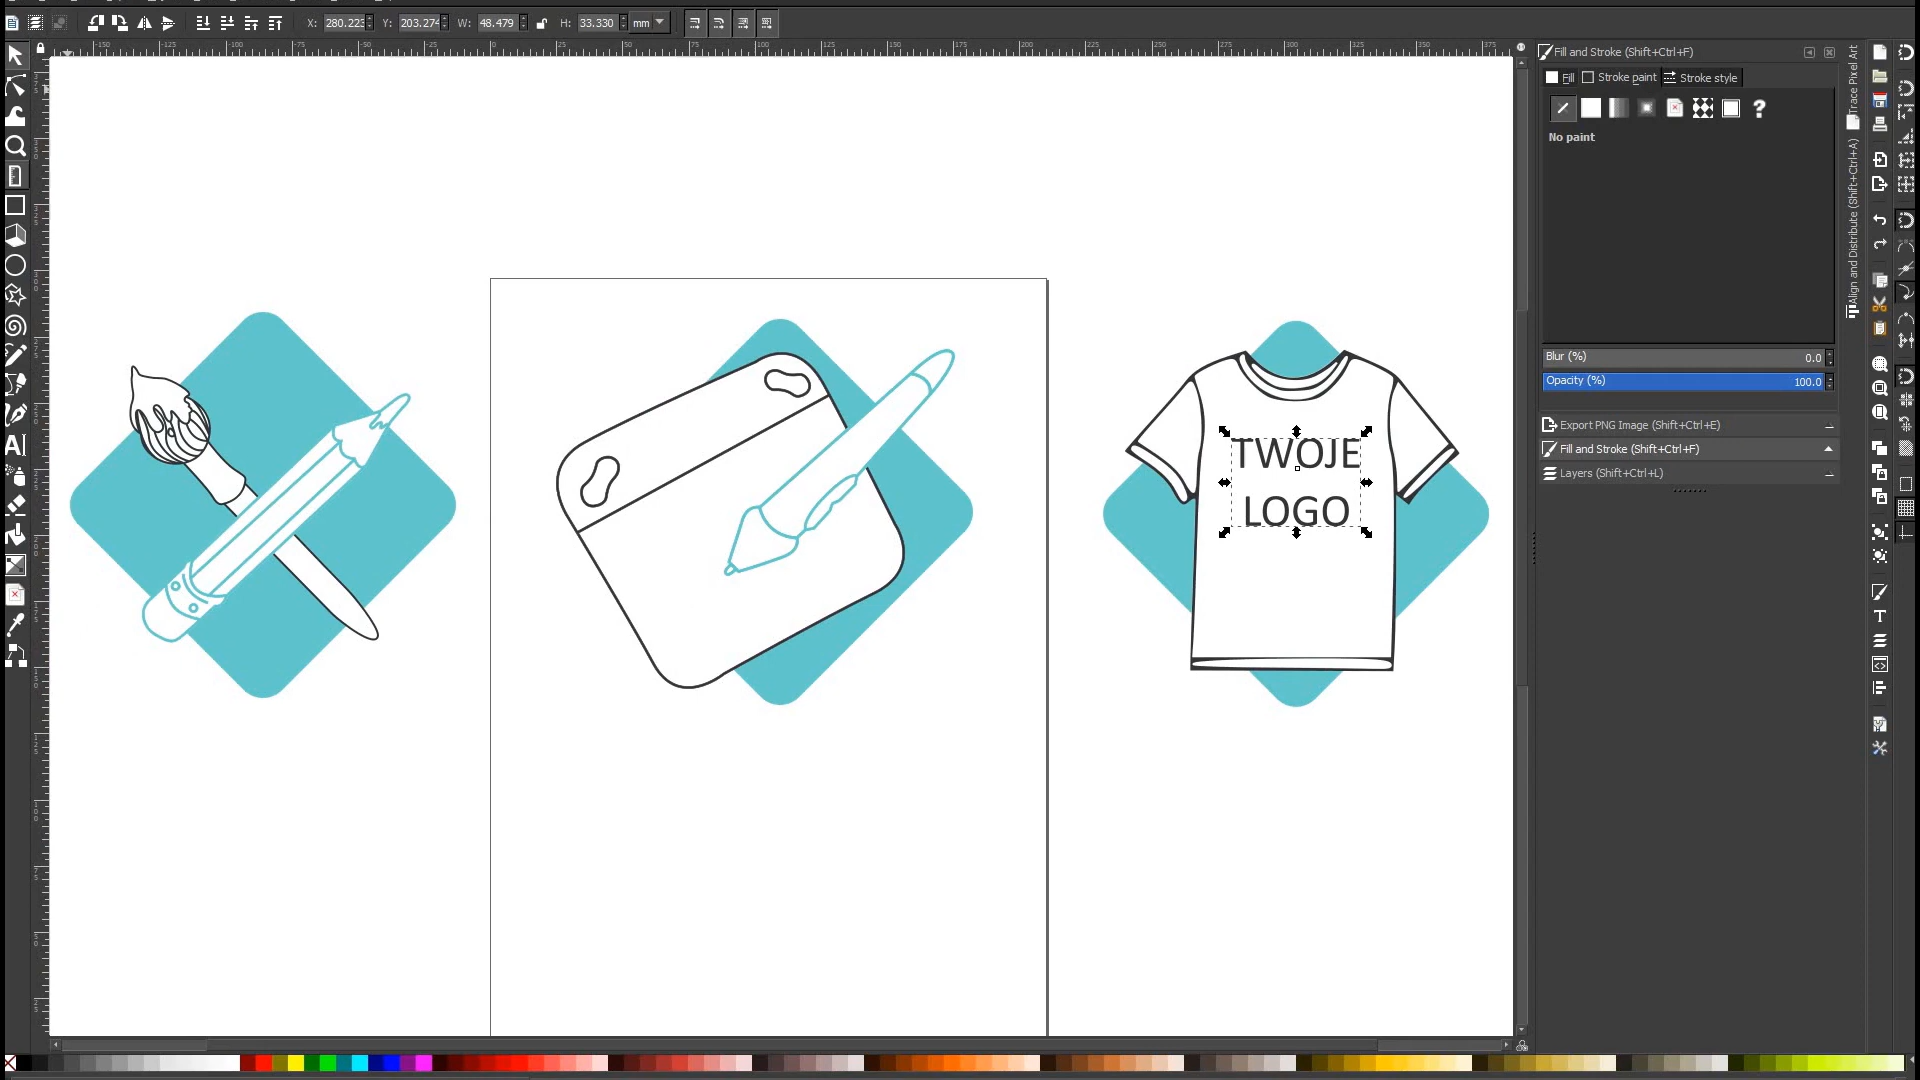 X: 280.223 Y: 203.274 W: 48.479 H: 33.330 mm
Fill and Stroke (Shift+Ctrl+F)
Fill Stroke paint Stroke style
No paint
Blur (%) 0.0
Opacity (%) 100.0
Export PNG Image (Shift+Ctrl+E)
Fill and Stroke (Shift+Ctrl+F)
Layers (Shift+Ctrl+L)
Trace Pixel Art
Align and Distribute (Shift+Ctrl+A)
TWOJE
LOGO